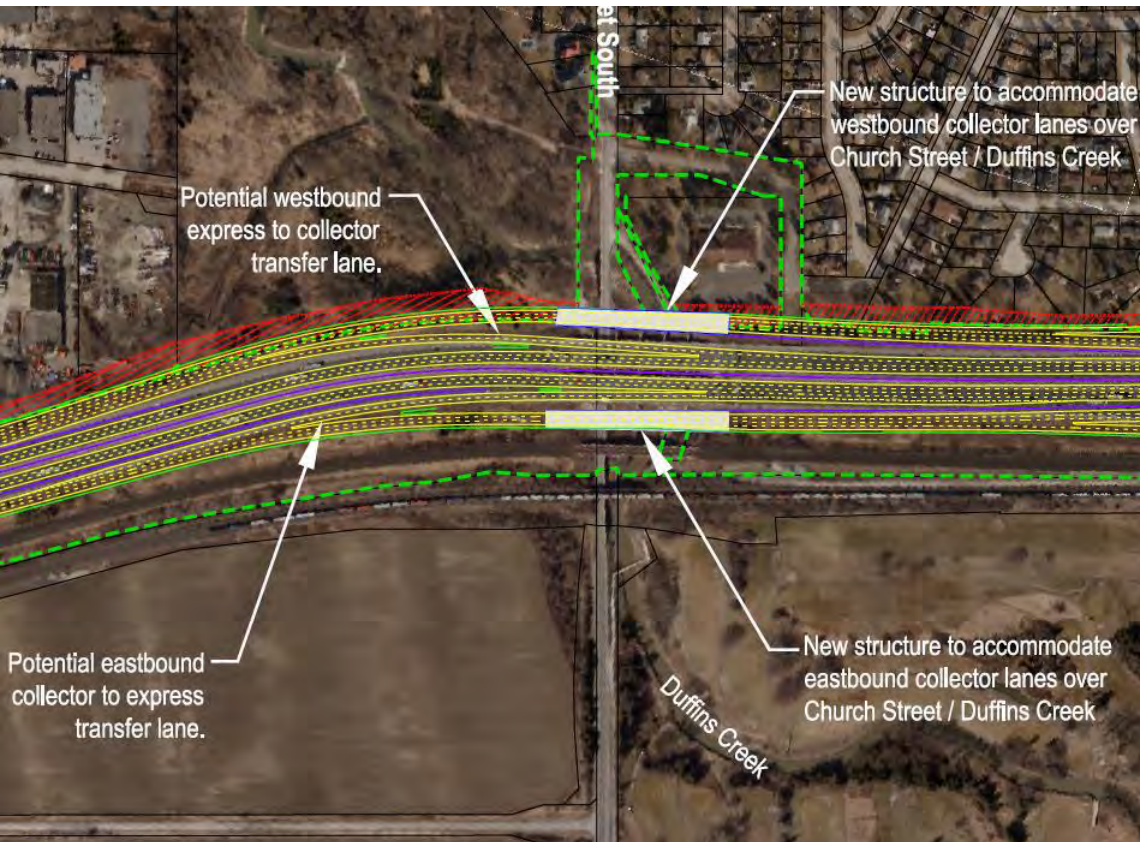 et South
New structure to accommodate
westbound collector lanes over
Church Street / Duffins Creek
Potential westbound
express to collector
transfer lane.
Potential eastbound
collector to express
transfer lane.
New structure to accommodate
eastbound collector lanes over
Church Street / Duffins Creek
Duffins Creek